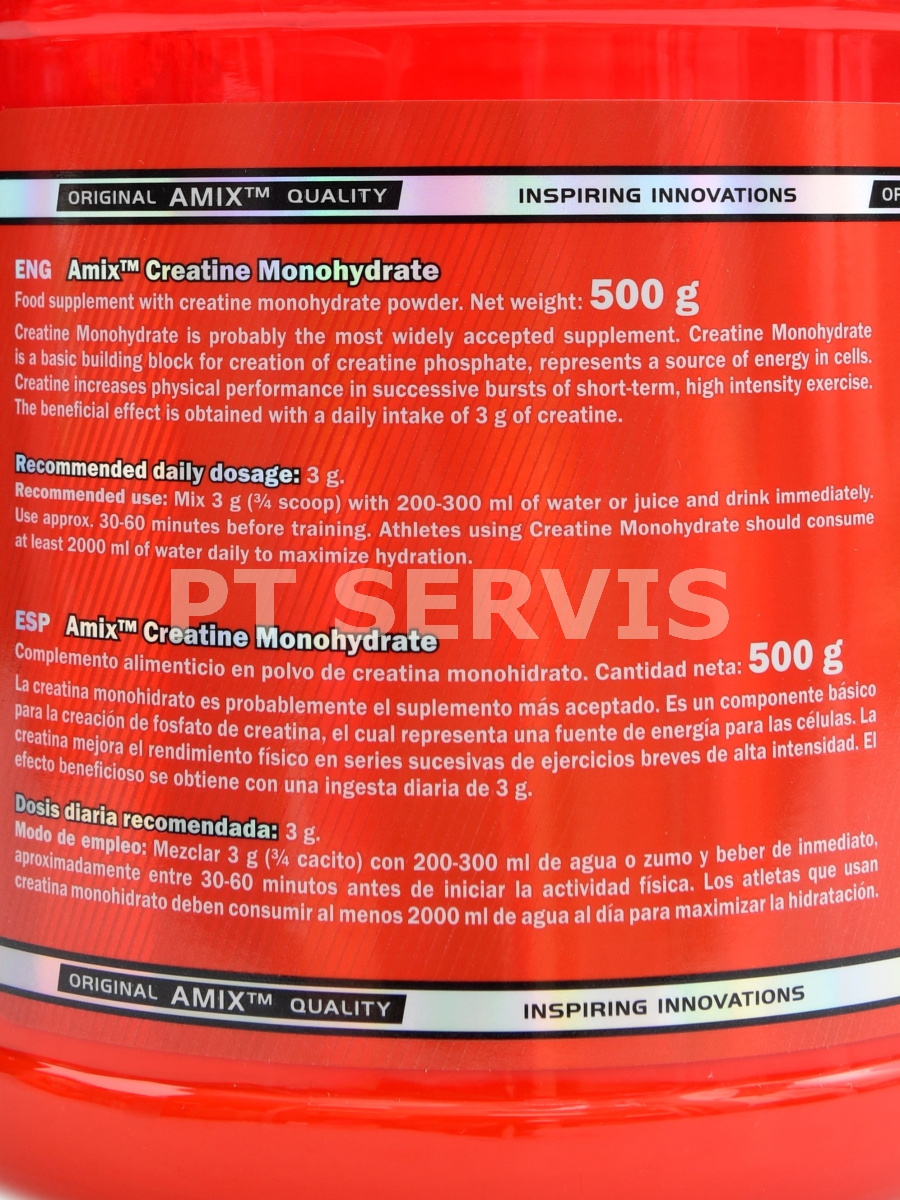 ORIGINAL AMIX™ QUALITY INSPIRING INNOVATIONS OR
ENG Amix™ Creatine Monohydrate
Food supplement with creatine monohydrate powder. Net weight: 500 g
Creatine Monohydrate is probably the most widely accepted supplement. Creatine Monohydrate
is a basic building block for creation of creatine phosphate, represents a source of energy in cells.
Creatine increases physical performance in successive bursts of short-term, high intensity exercise.
The beneficial effect is obtained with a daily intake of 3 g of creatine.
Recommended daily dosage: 3 g.
Recommended use: Mix 3 g (¾ scoop) with 200-300 ml of water or juice and drink immediately.
Use approx. 30-60 minutes before training. Athletes using Creatine Monohydrate should consume
at least 2000 ml of water daily to maximize hydration.
PT SERVIS
ESP Amix™ Creatine Monohydrate
Complemento alimenticio en polvo de creatina monohidrato. Cantidad neta: 500 g
La creatina monohidrato es probablemente el suplemento más aceptado. Es un componente básico
para la creación de fosfato de creatina, el cual representa una fuente de energía para las células. La
creatina mejora el rendimiento físico en series sucesivas de ejercicios breves de alta intensidad. El
efecto beneficioso se obtiene con una ingesta diaria de 3 g.
Dosis diaria recomendada: 3 g.
Modo de empleo: Mezclar 3 g (¾ cacito) con 200-300 ml de agua o zumo y beber de inmediato,
aproximadamente entre 30-60 minutos antes de iniciar la actividad física. Los atletas que usan
creatina monohidrato deben consumir al menos 2000 ml de agua al día para maximizar la hidratación.
ORIGINAL AMIX™ QUALITY INSPIRING INNOVATIONS